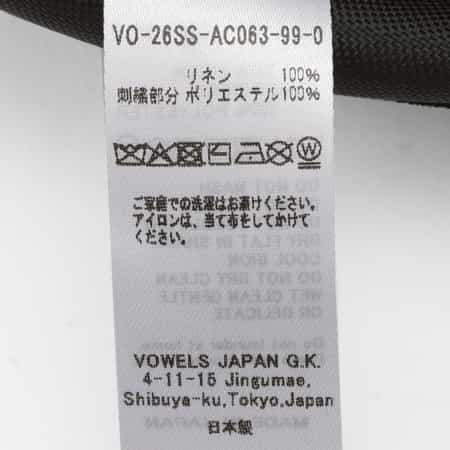 VO-26SS-AC063-99-0
リネン 100%
刺繍部分 ポリエステル100%
W
ご家庭での洗濯はお避けください。
アイロンは、当て布をしてかけて
ください。
VOWELS JAPAN G.K.
4-11-15 Jingumae,
Shibuya-ku,Tokyo,Japan
日本製